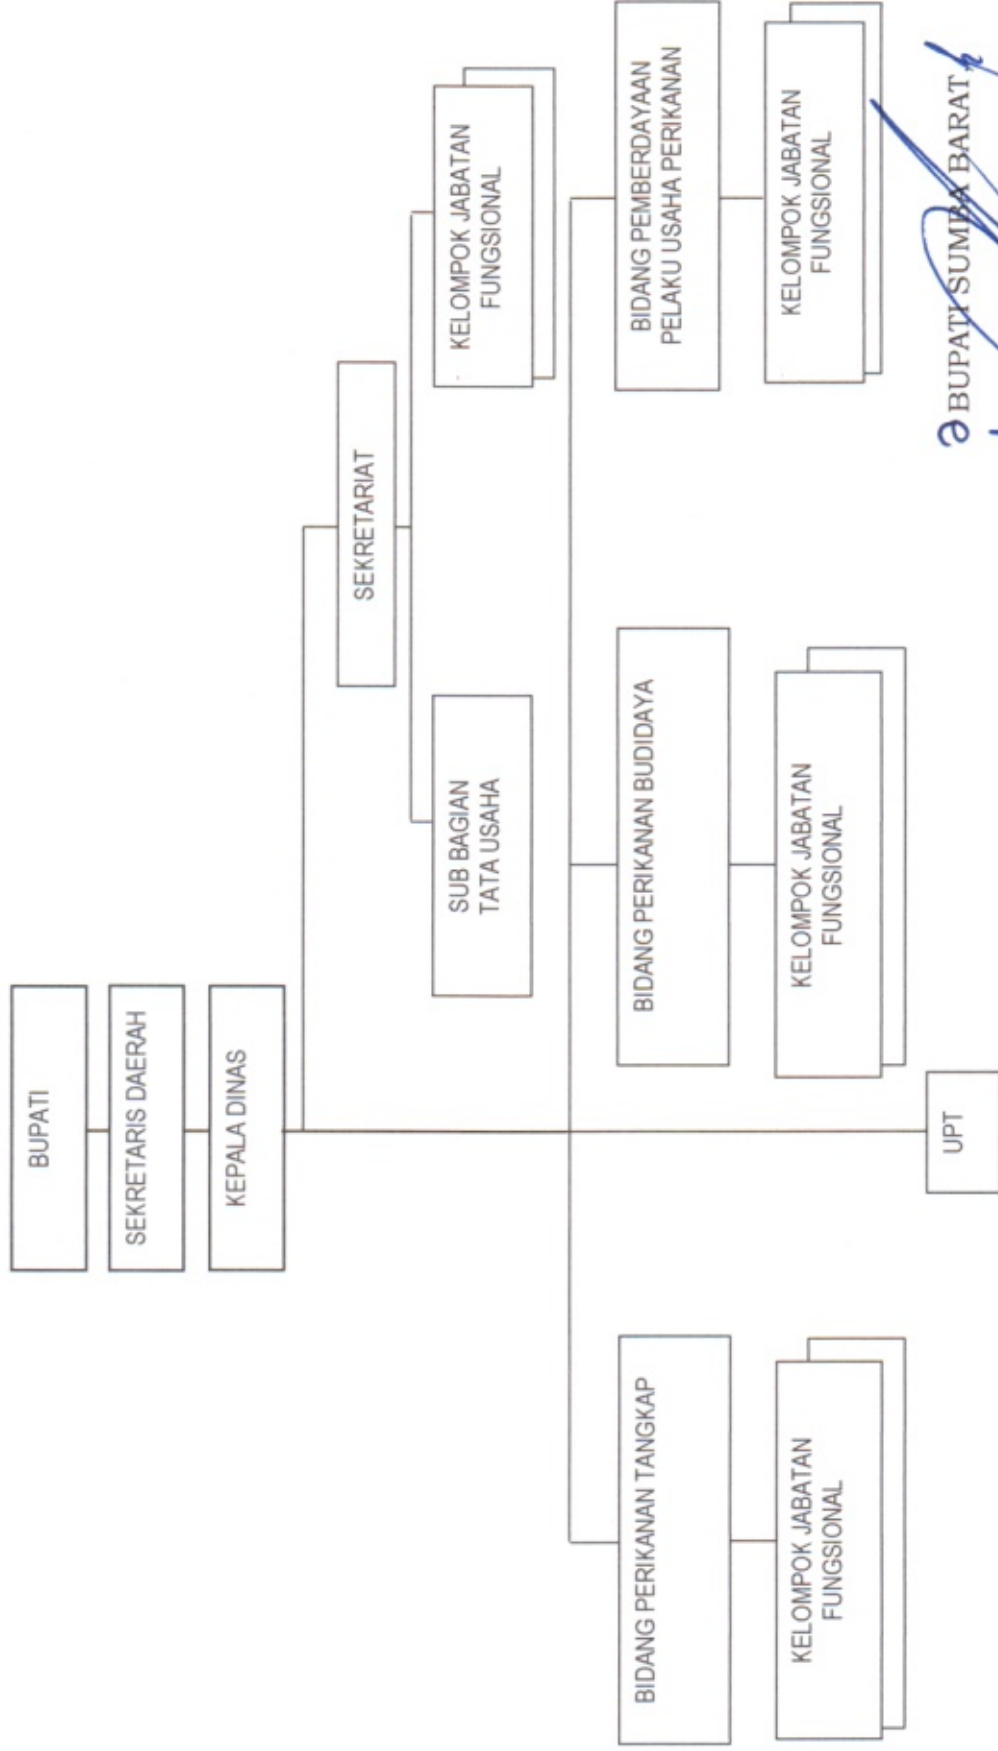 BUPATI
SEKRETARIS DAERAH
KEPALA DINAS
SEKRETARIAT
SUB BAGIAN
TATA USAHA
KELOMPOK JABATAN
FUNGSIONAL
BIDANG PERIKANAN TANGKAP
BIDANG PERIKANAN BUDIDAYA
BIDANG PEMBERDAYAAN
PELAKU USAHA PERIKANAN
KELOMPOK JABATAN
FUNGSIONAL
KELOMPOK JABATAN
FUNGSIONAL
KELOMPOK JABATAN
FUNGSIONAL
UPT
BUPATI SUMBA BARAT